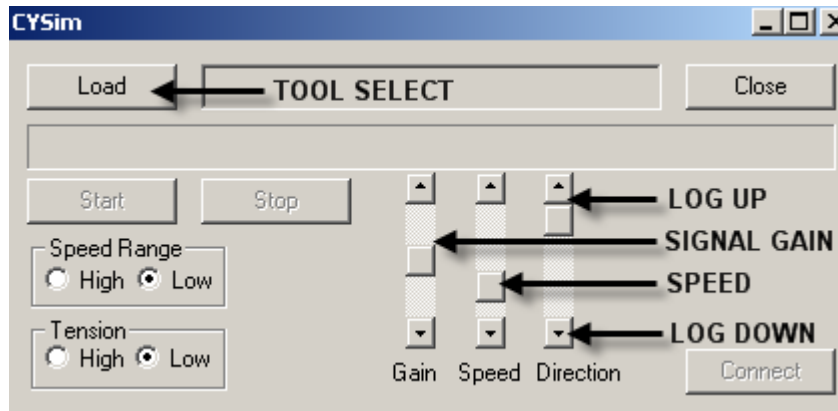 CYSim
Load
TOOL SELECT
Close
Start
Stop
LOG UP
Speed Range
SIGNAL GAIN
High
Low
SPEED
Tension
LOG DOWN
High
Low
Gain
Speed
Direction
Connect